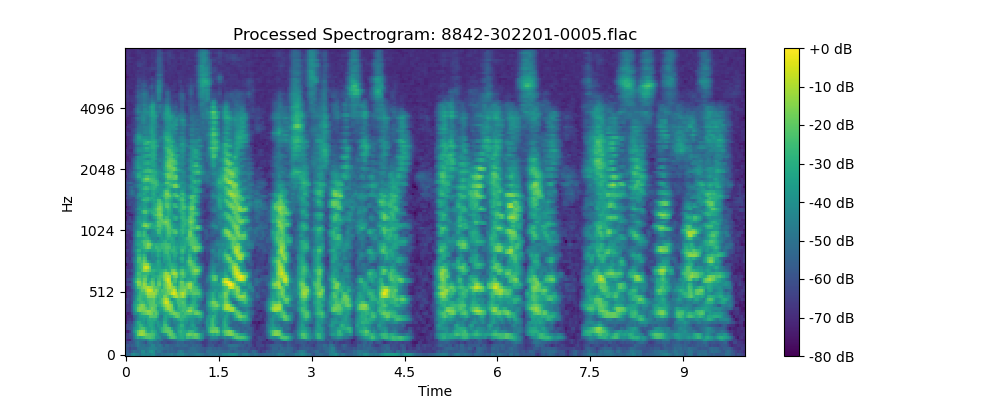 Processed Spectrogram: 8842-302201-0005.flac
+0 dB
-10 dB
-20 dB
-30 dB
-40 dB
-50 dB
-60 dB
-70 dB
-80 dB
Hz
4096
2048
1024
512
0
0 1.5 3 4.5 6 7.5 9
Time